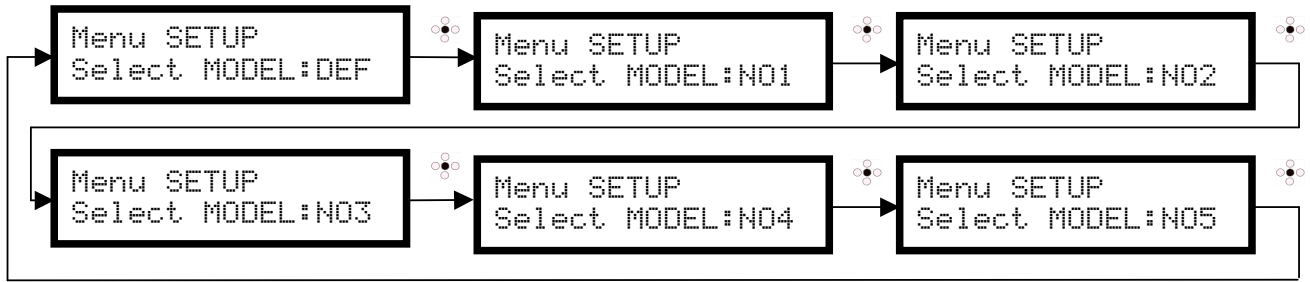 Menu SETUP
Select MODEL:DEF
Menu SETUP
Select MODEL:NO1
Menu SETUP
Select MODEL:NO2
Menu SETUP
Select MODEL:NO3
Menu SETUP
Select MODEL:NO4
Menu SETUP
Select MODEL:NO5